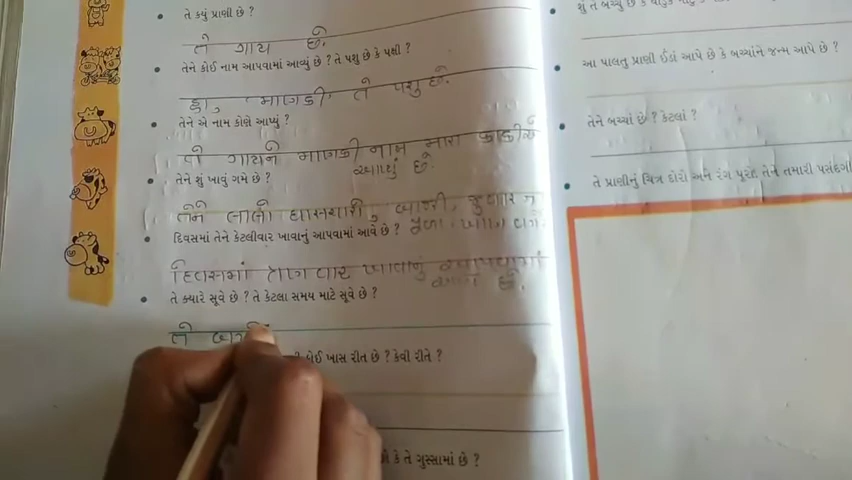 તે કયું પ્રાણી છે ?
તે ગાય છે.
તેને કોઈ નામ આપવામાં આવ્યું છે ? તે પશુ છે કે પક્ષી ?
હા, માણકી તે પશુ છે.
તેને એ નામ કોણે આપ્યું ?
તે ગાયને માણકી નામ મારા કાકીએ
આપ્યું છે.
તેને શું ખાવું ગમે છે ?
તેને લીલો ઘાસચારો, જુવાર
દિવસમાં તેને કેટલીવાર ખાવાનું આપવામાં આવે છે ?
દિવસમાં ત્રણ વાર ખાવાનું આપવામાં
આવે છે.
તે ક્યારે સૂવે છે ? તે કેટલા સમય માટે સૂવે છે ?
તે
કોઈ ખાસ રીત છે ? કેવી રીતે ?
કે તે ગુસ્સામાં છે ?
શું તે બચ્ચું છે કે
આ પાલતુ પ્રાણી ઈંડાં આપે છે કે બચ્ચાંને જન્મ આપે છે ?
તેને બચ્ચાં છે ? કેટલાં ?
તે પ્રાણીનું ચિત્ર દોરો અને રંગ પૂરો. તેને તમારી પસંદગી